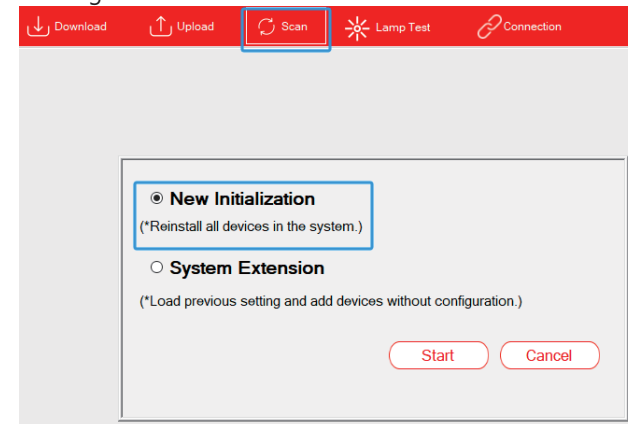 Download Upload Scan Lamp Test Connection
New Initialization
(*Reinstall all devices in the system.)
System Extension
(*Load previous setting and add devices without configuration.)
Start Cancel